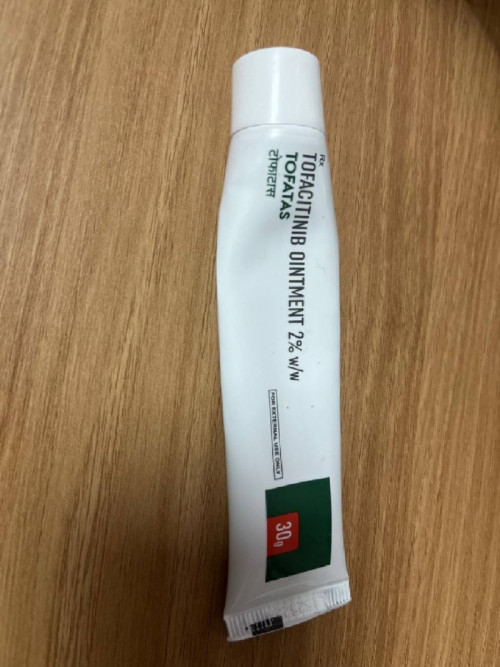 Rx
TOFACITINIB OINTMENT 2% w/w
TOFATAS
टोफाटास
FOR EXTERNAL USE ONLY
30g